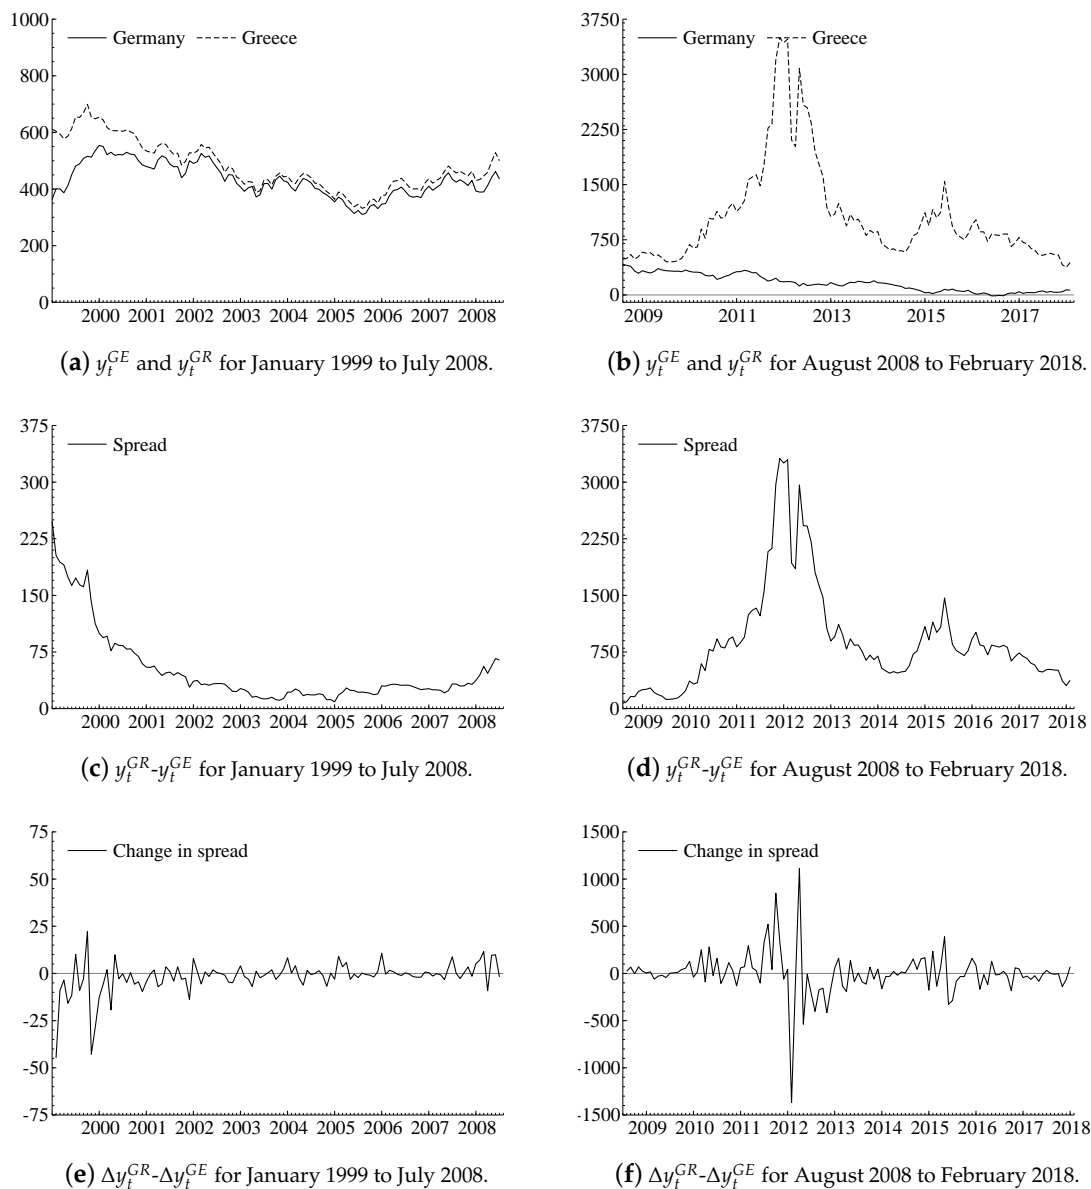 1000
800
600
400
200
0
Germany
Greece
2000 2001 2002 2003 2004 2005 2006 2007 2008
(a) y_t^{GE} and y_t^{GR} for January 1999 to July 2008.
3750
3000
2250
1500
750
0
Germany
Greece
2009 2011 2013 2015 2017
(b) y_t^{GE} and y_t^{GR} for August 2008 to February 2018.
375
300
225
150
75
0
Spread
2000 2001 2002 2003 2004 2005 2006 2007 2008
(c) y_t^{GR}-y_t^{GE} for January 1999 to July 2008.
3750
3000
2250
1500
750
0
Spread
2009 2010 2011 2012 2013 2014 2015 2016 2017 2018
(d) y_t^{GR}-y_t^{GE} for August 2008 to February 2018.
75
50
25
0
-25
-50
-75
Change in spread
2000 2001 2002 2003 2004 2005 2006 2007 2008
(e) Δy_t^{GR}-Δy_t^{GE} for January 1999 to July 2008.
1500
1000
500
0
-500
-1000
-1500
Change in spread
2009 2010 2011 2012 2013 2014 2015 2016 2017 2018
(f) Δy_t^{GR}-Δy_t^{GE} for August 2008 to February 2018.